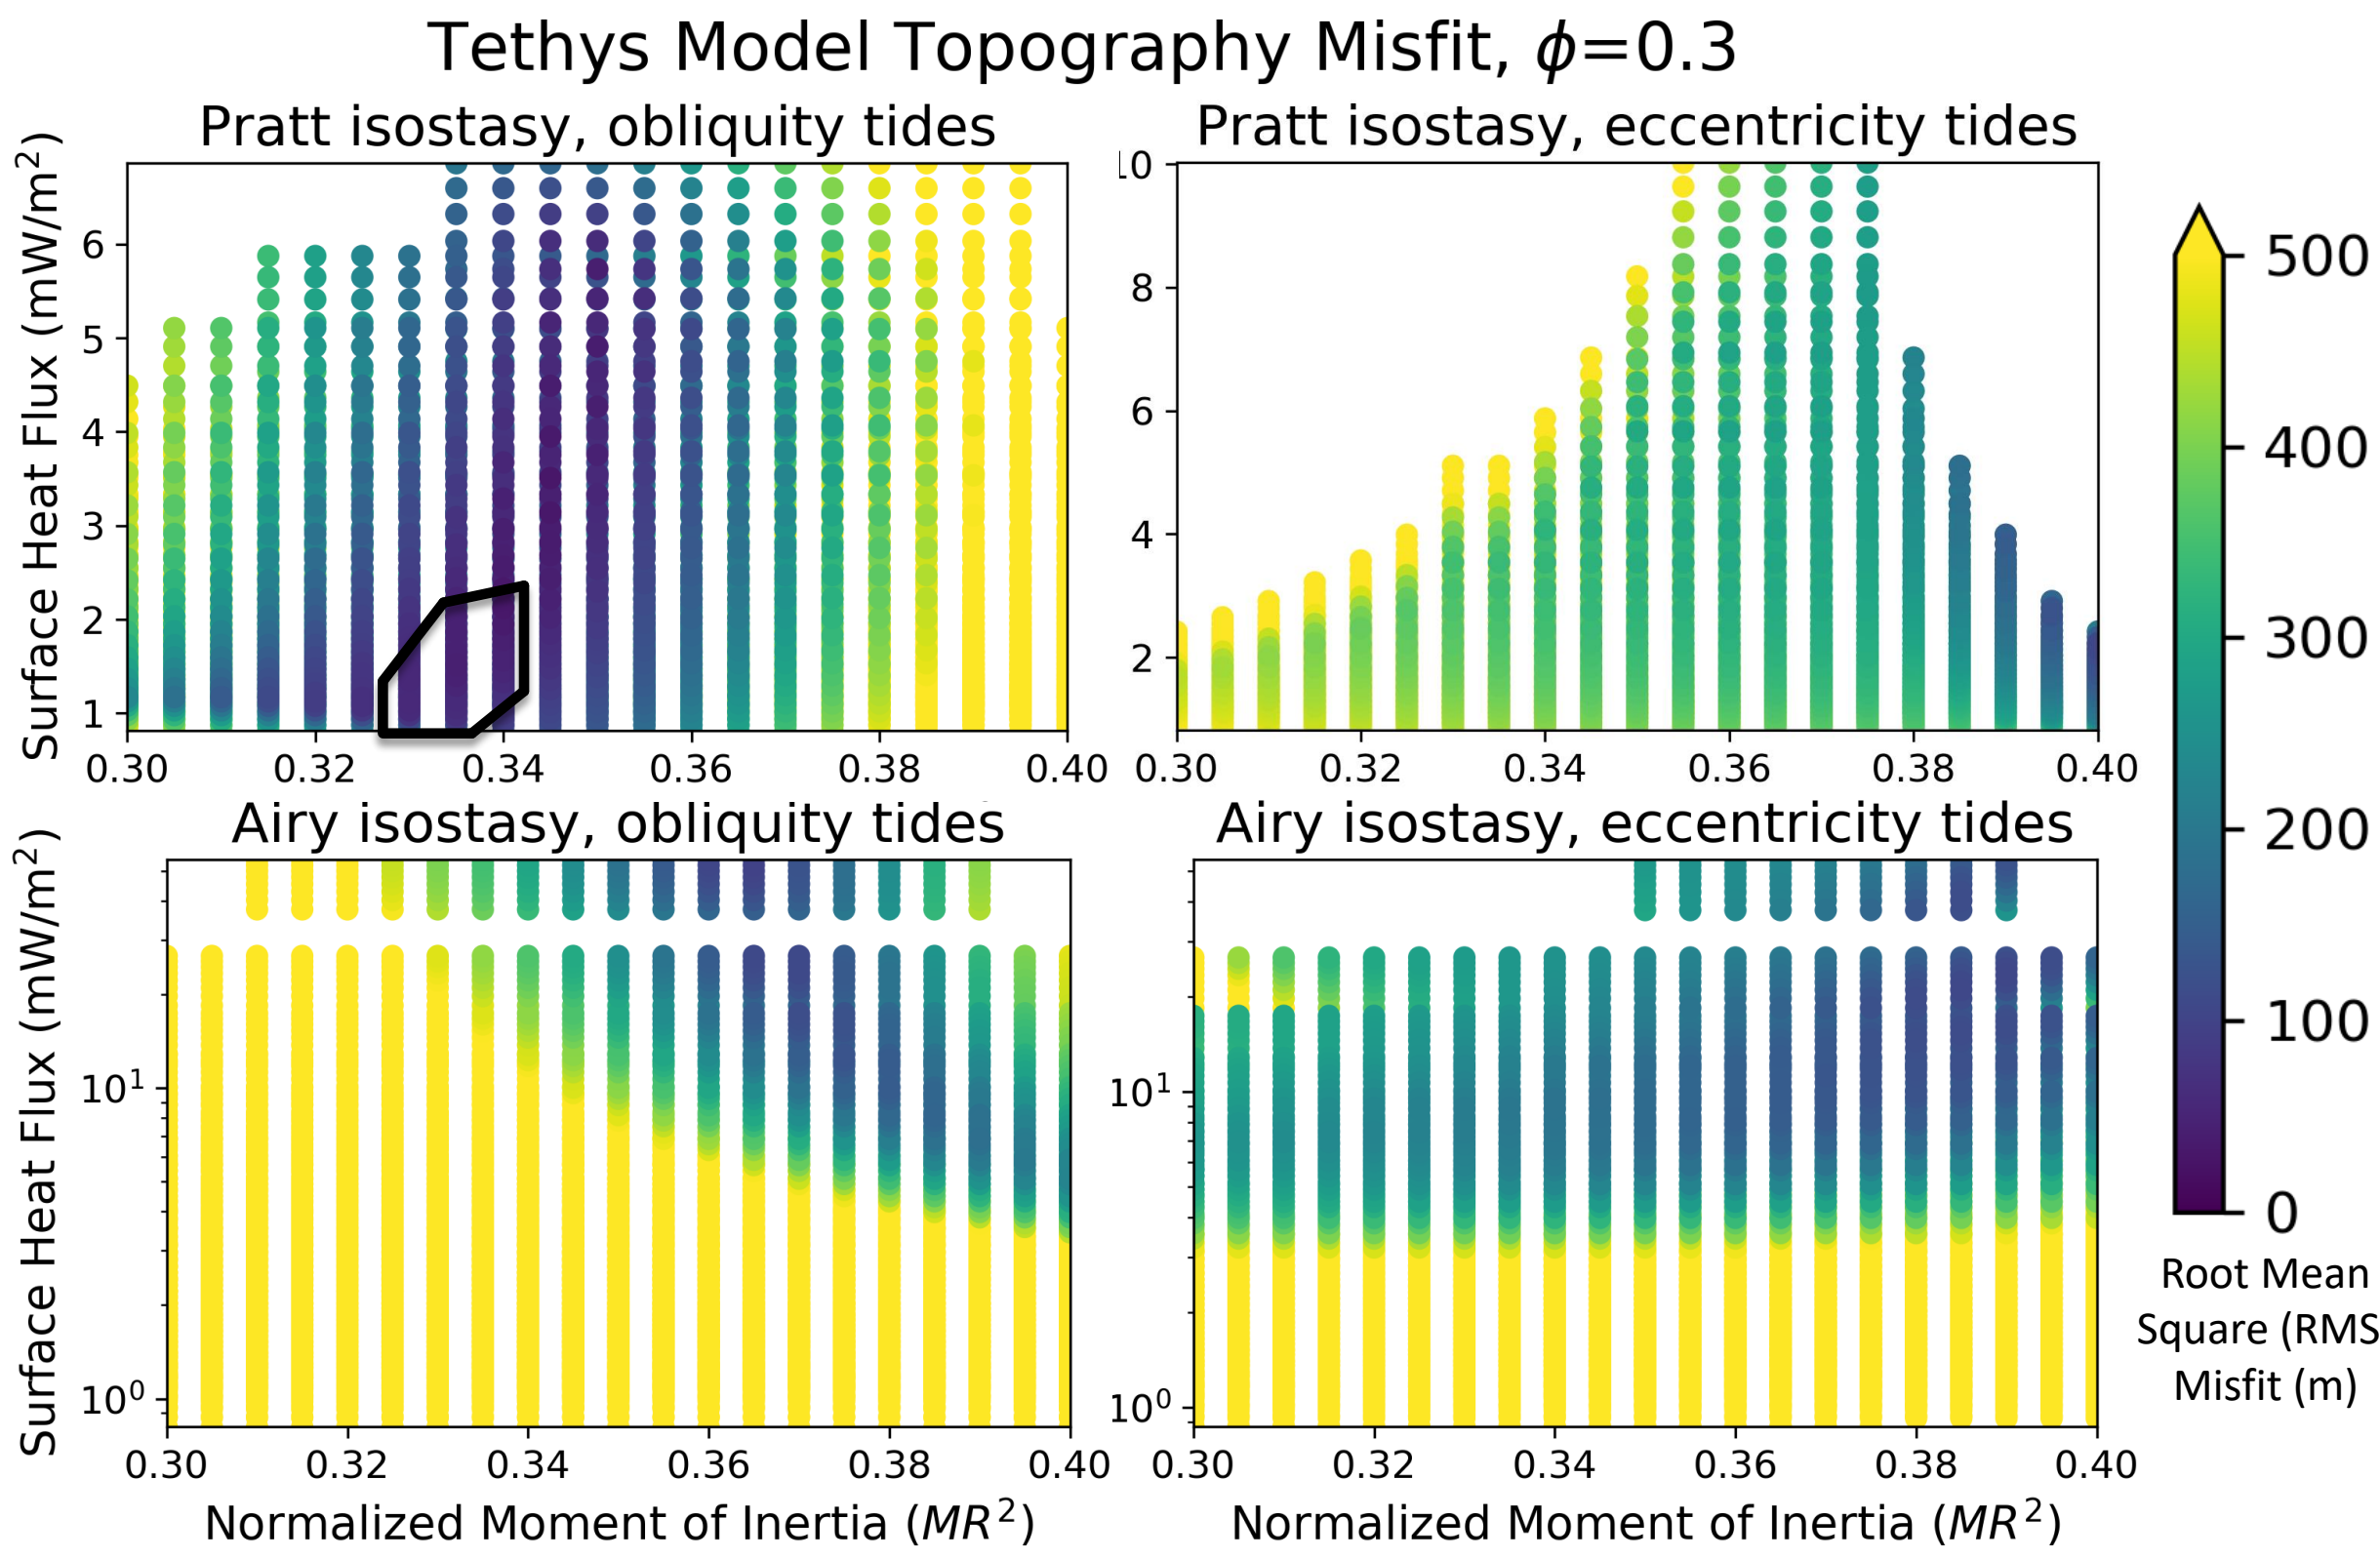 Tethys Model Topography Misfit, ϕ=0.3
Pratt isostasy, obliquity tides
Surface Heat Flux (mW/m²)
6
5
4
3
2
1
0.30 0.32 0.34 0.36 0.38 0.40
Pratt isostasy, eccentricity tides
10
8
6
4
2
0.30 0.32 0.34 0.36 0.38 0.40
Airy isostasy, obliquity tides
Surface Heat Flux (mW/m²)
10¹
10⁰
0.30 0.32 0.34 0.36 0.38 0.40
Normalized Moment of Inertia (MR²)
Airy isostasy, eccentricity tides
10¹
10⁰
0.30 0.32 0.34 0.36 0.38 0.40
Normalized Moment of Inertia (MR²)
500
400
300
200
100
0
Root Mean
Square (RMS
Misfit (m)